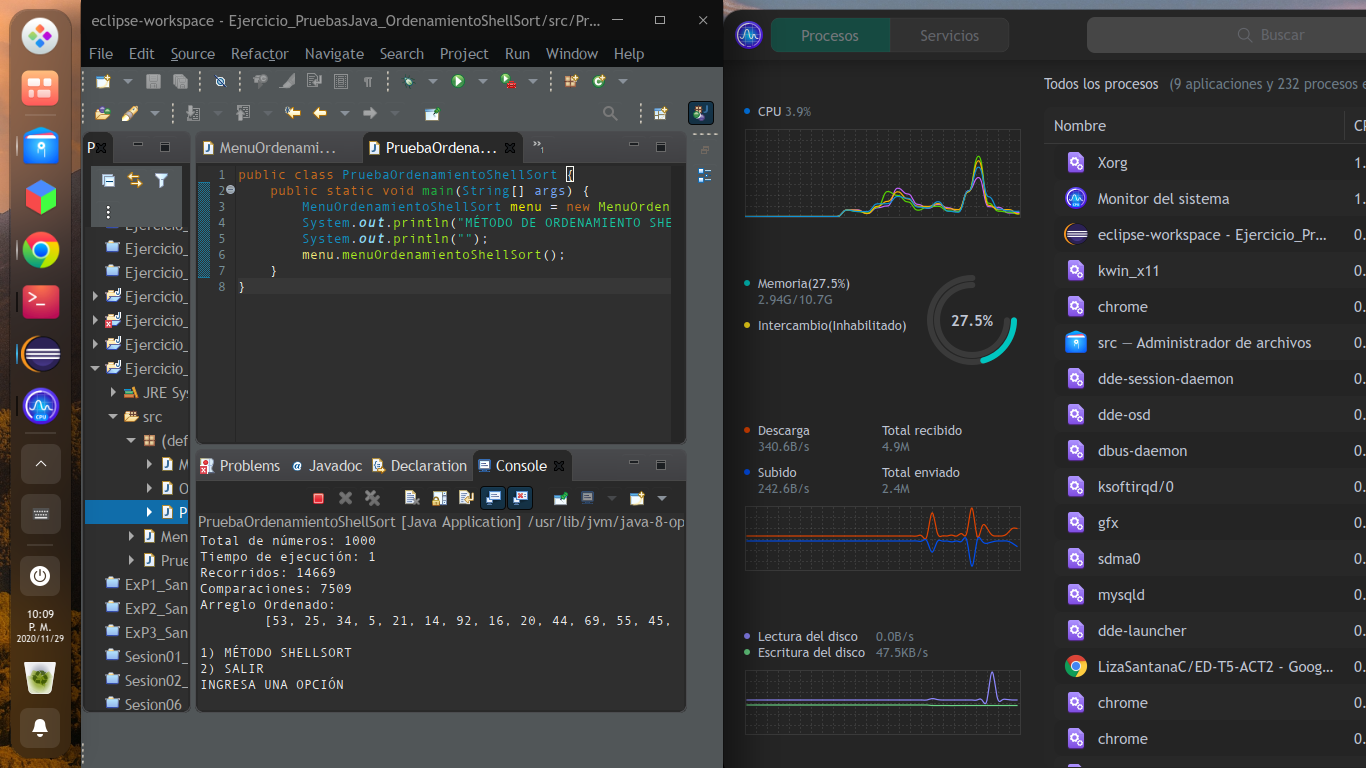 eclipse-workspace - Ejercicio_PruebasJava_OrdenamientoShellSort/src/Pr...
File Edit Source Refactor Navigate Search Project Run Window Help
P
MenuOrdenami...
PruebaOrdena...
»1
1 public class PruebaOrdenamientoShellSort {
2 public static void main(String[] args) {
3 MenuOrdenamientoShellSort menu = new MenuOrden
4 System.out.println("MÉTODO DE ORDENAMIENTO SHE
5 System.out.println("");
6 menu.menuOrdenamientoShellSort();
7 }
8 }
Ejercicio_
Ejercicio_
Ejercicio_
Ejercicio_
Ejercicio_
Ejercicio_
Ejercicio_
JRE Sys
src
(def
M
O
P
Men
Prue
ExP1_San
ExP2_San
ExP3_San
Sesion01_
Sesion02_
Sesion06
Problems
@ Javadoc
Declaration
Console
PruebaOrdenamientoShellSort [Java Application] /usr/lib/jvm/java-8-op
Total de números: 1000
Tiempo de ejecución: 1
Recorridos: 14669
Comparaciones: 7509
Arreglo Ordenado:
[53, 25, 34, 5, 21, 14, 92, 16, 20, 44, 69, 55, 45,
1) MÉTODO SHELLSORT
2) SALIR
INGRESA UNA OPCIÓN
CPU
10:09
P. M.
2020/11/29
Procesos
Servicios
Buscar
CPU 3.9%
Memoria(27.5%)
2.94G/10.7G
Intercambio(Inhabilitado)
27.5%
Descarga
340.6B/s
Total recibido
4.9M
Subido
242.6B/s
Total enviado
2.4M
Lectura del disco 0.0B/s
Escritura del disco 47.5KB/s
Todos los procesos (9 aplicaciones y 232 procesos e
Nombre
CP
Xorg 1.
Monitor del sistema 1.
eclipse-workspace - Ejercicio_Pr... 0.
kwin_x11 0.
chrome 0.
src — Administrador de archivos 0.
dde-session-daemon 0.
dde-osd 0.
dbus-daemon 0.
ksoftirqd/0 0.
gfx 0.
sdma0 0.
mysqld 0.
dde-launcher 0.
LizaSantanaC/ED-T5-ACT2 - Goog... 0.
chrome 0.
chrome 0.